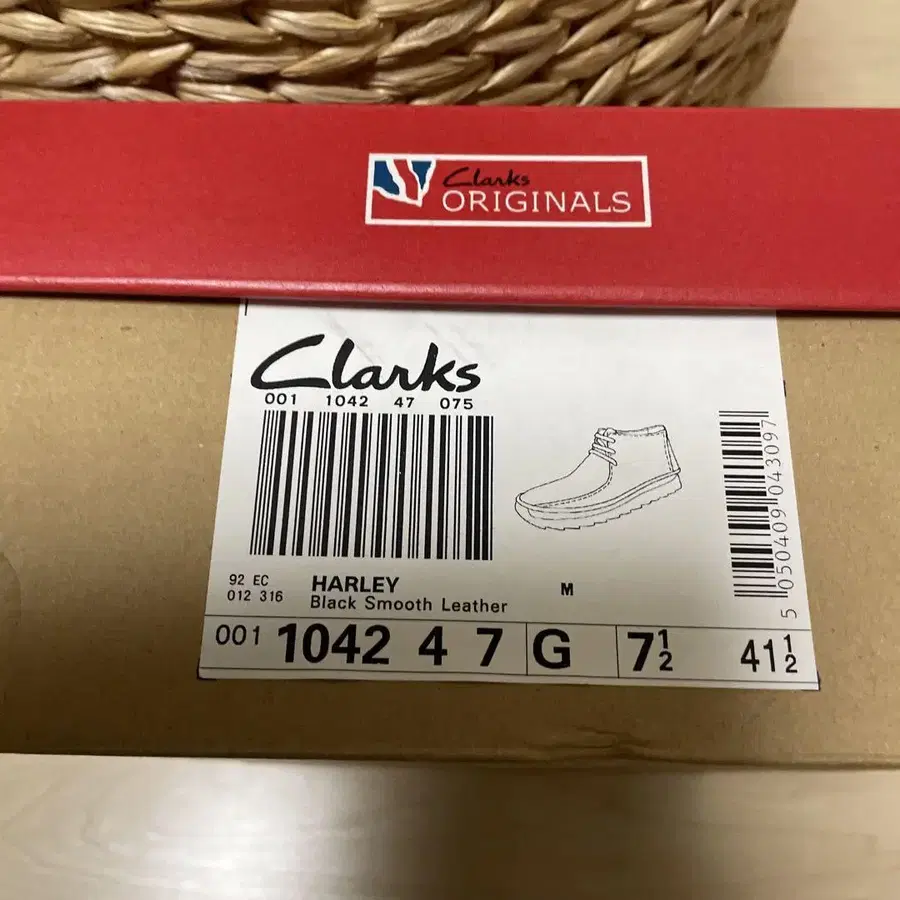 Clarks
ORIGINALS
Clarks
001 1042 47 075
5 050409 043097
92 EC
012 316
HARLEY
Black Smooth Leather
M
001 1042 4 7 G 7½ 41½